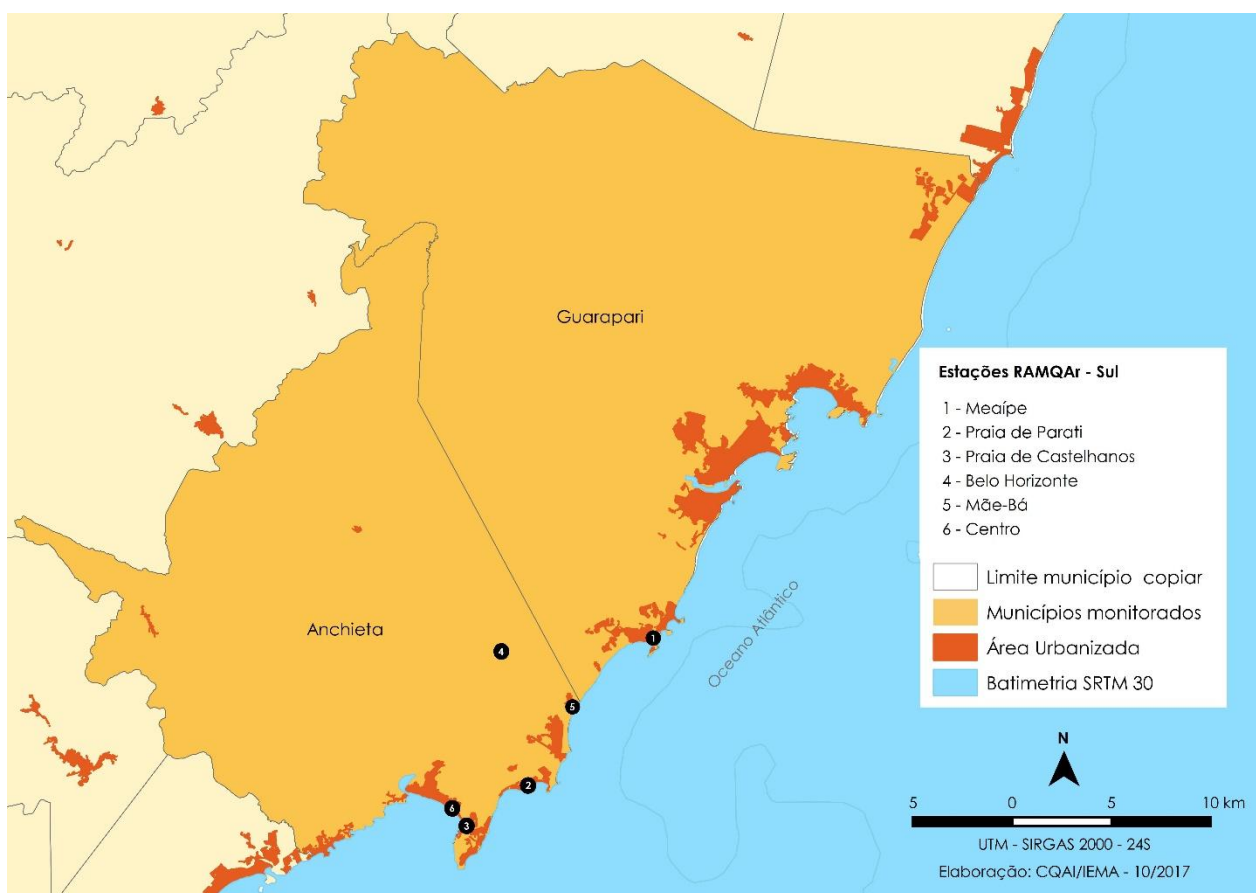 Guarapari
Anchieta
Oceano Atlântico
1
2
3
4
5
6
Estações RAMQAr - Sul
1 - Meaípe
2 - Praia de Parati
3 - Praia de Castelhanos
4 - Belo Horizonte
5 - Mãe-Bá
6 - Centro
Limite município copiar
Municípios monitorados
Área Urbanizada
Batimetria SRTM 30
N
5 0 5 10 km
UTM - SIRGAS 2000 - 24S
Elaboração: CQAI/IEMA - 10/2017